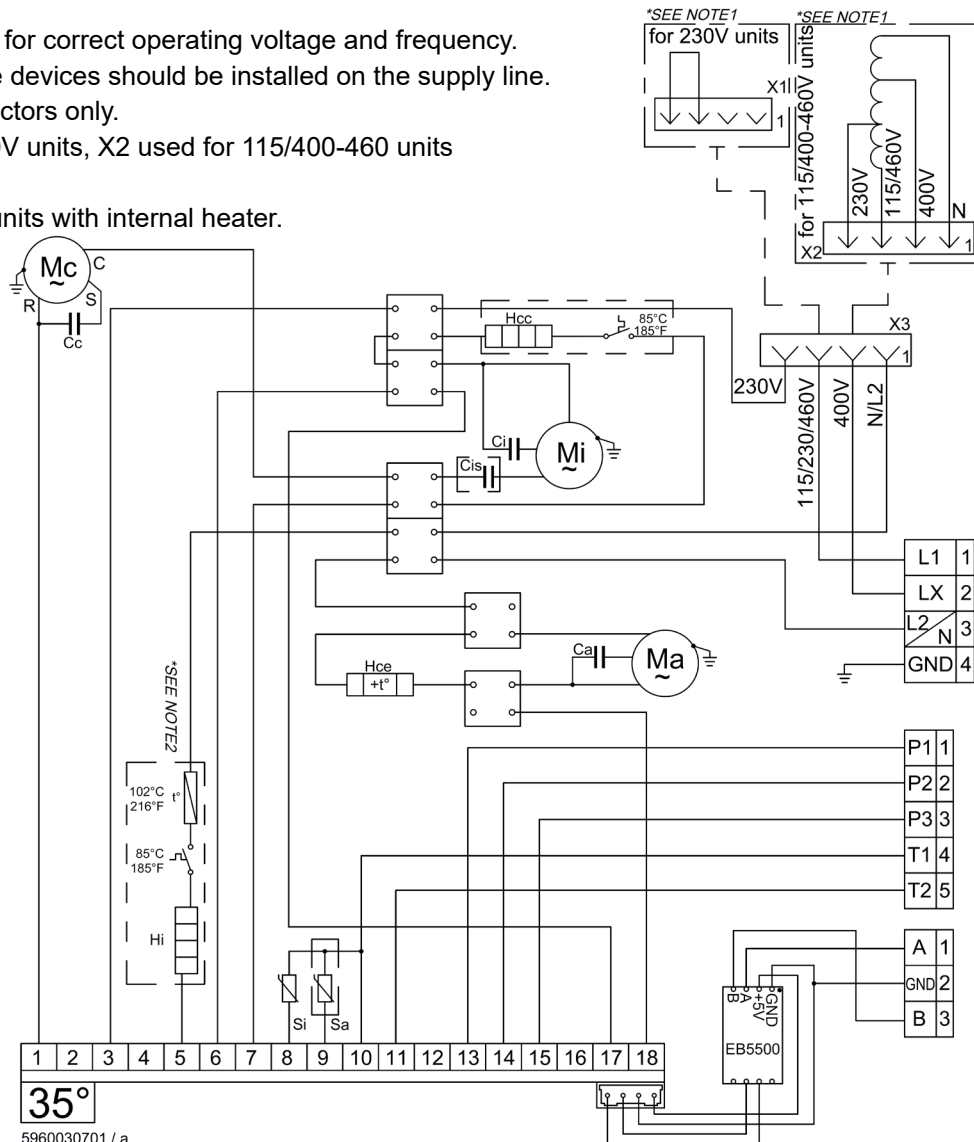 for correct operating voltage and frequency.
devices should be installed on the supply line.
ctors only.
V units, X2 used for 115/400-460 units
units with internal heater.
*SEE NOTE1
for 230V units
X1
1
*SEE NOTE1
for 115/400-460V units
230V
115/460V
400V
N
X2
1
Mc
~
C
R
S
Cc
Hcc
85°C
185°F
X3
1
230V
115/230/460V
400V
N/L2
Ci
Cis
Mi
~
L1 1
LX 2
L2/N 3
GND 4
Ca
Ma
~
Hce
+t°
*SEE NOTE2
102°C
216°F
t°
85°C
185°F
Hi
P1 1
P2 2
P3 3
T1 4
T2 5
A 1
GND 2
B 3
B
A
+5V
GND
EB5500
Si
Sa
1 2 3 4 5 6 7 8 9 10 11 12 13 14 15 16 17 18
35°
5960030701 / a